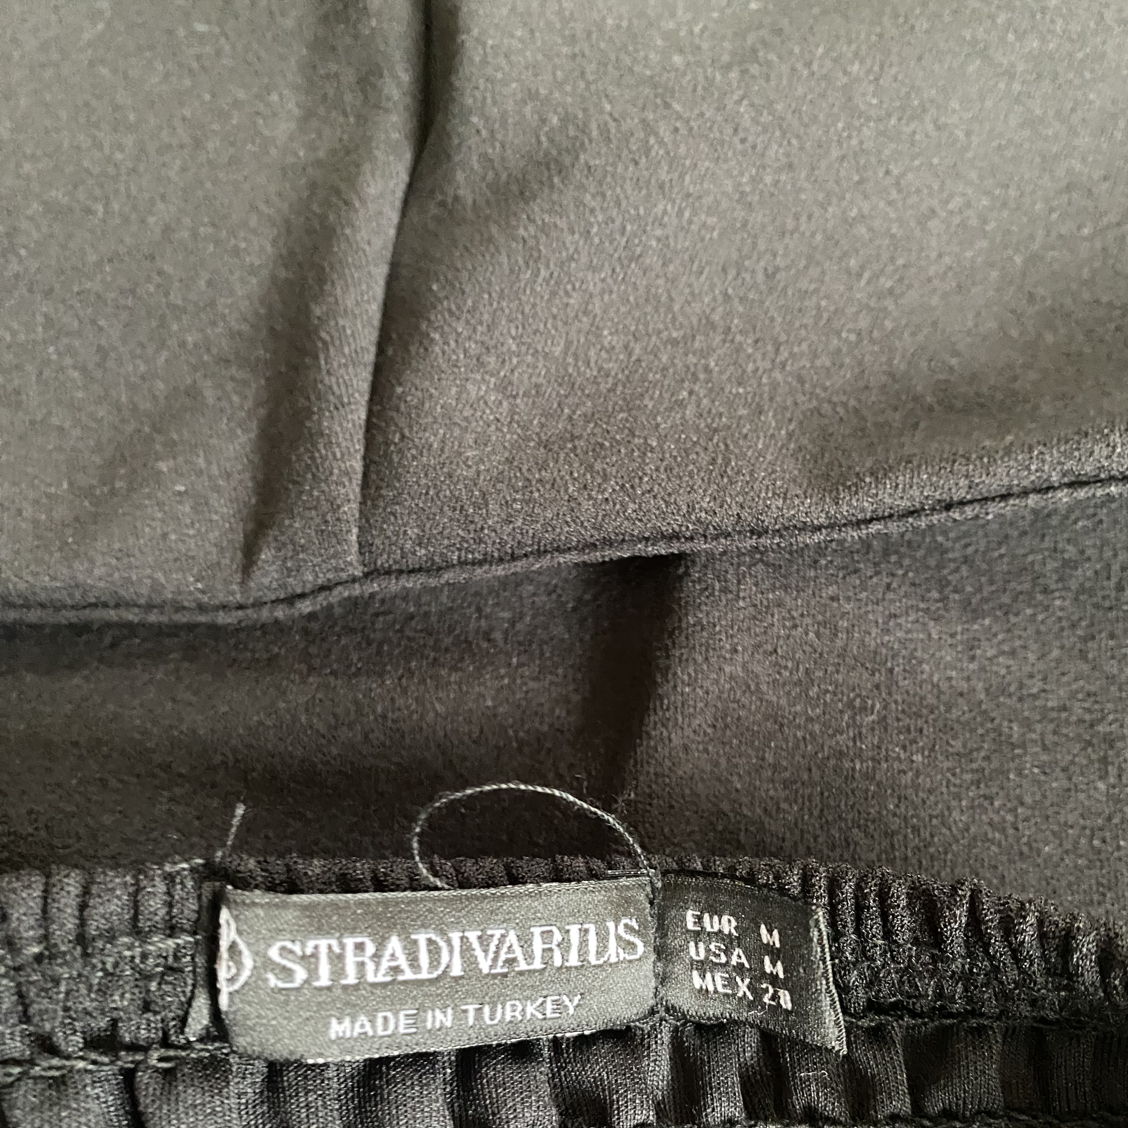 STRADIVARIUS
MADE IN TURKEY
EUR M
USA M
MEX 28